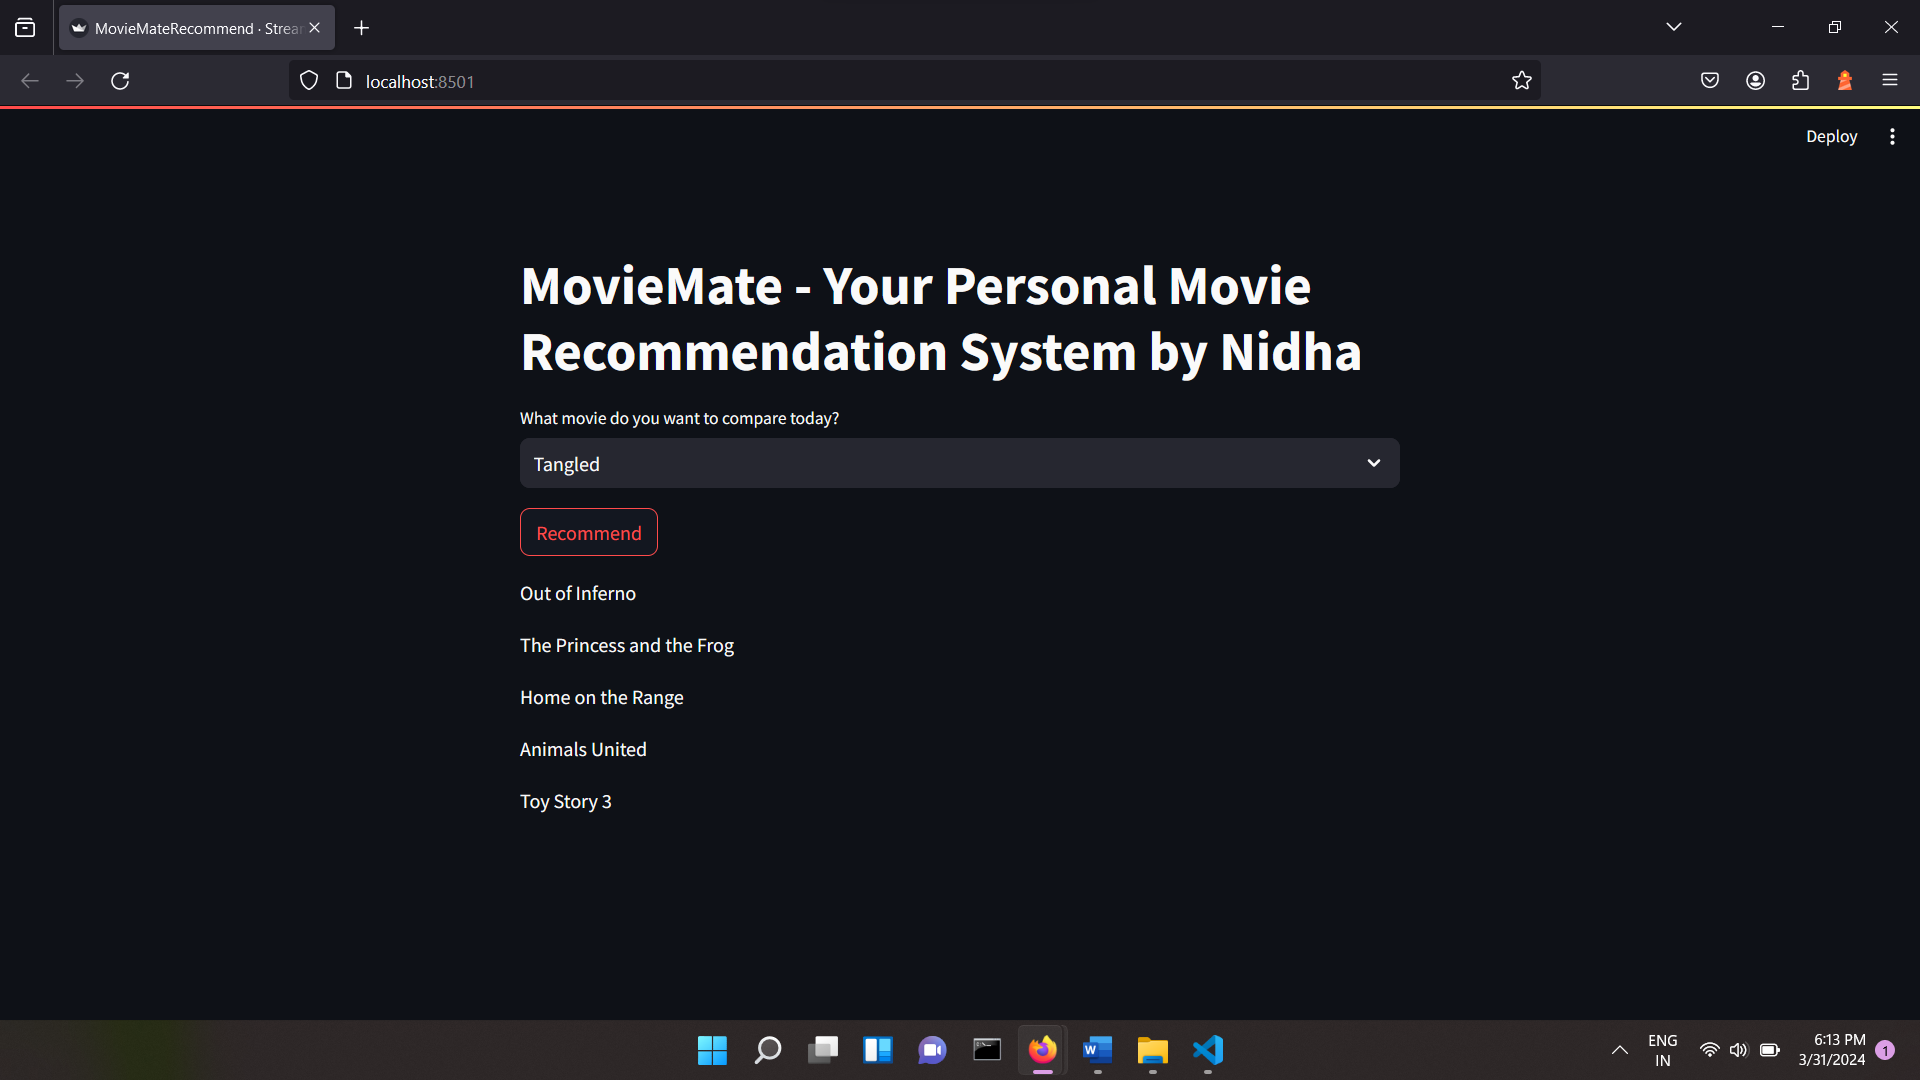 MovieMateRecommend · Strear
localhost:8501
Deploy
MovieMate - Your Personal Movie
Recommendation System by Nidha
What movie do you want to compare today?
Tangled
Recommend
Out of Inferno
The Princess and the Frog
Home on the Range
Animals United
Toy Story 3
W
ENG
IN
6:13 PM
3/31/2024
1